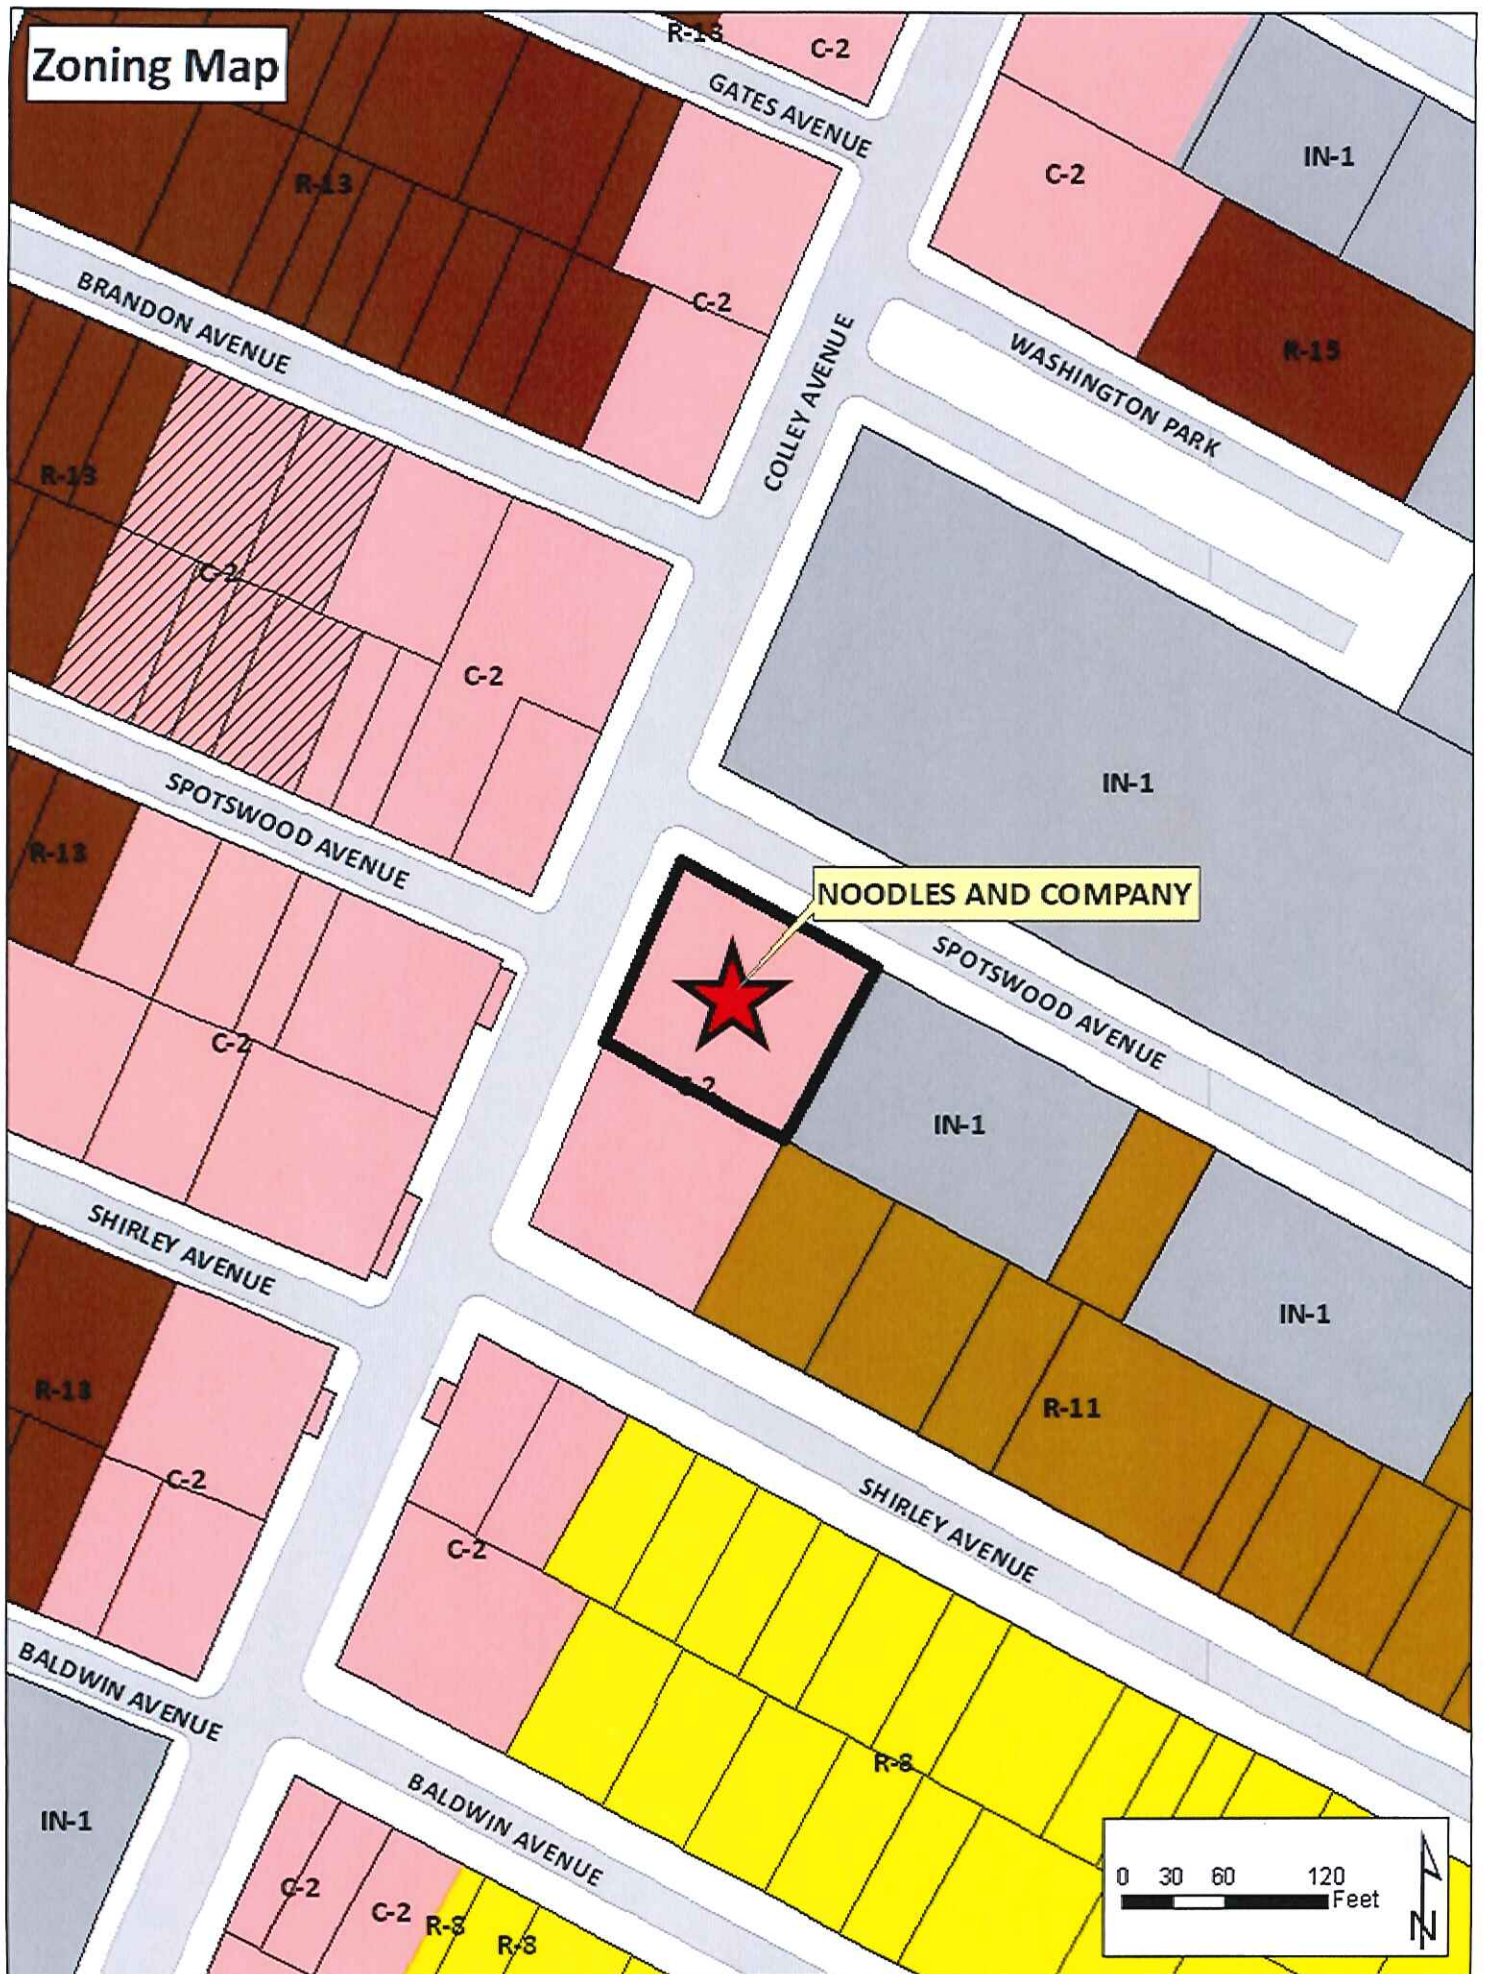 Zoning Map
R-13
C-2
GATES AVENUE
IN-1
C-2
R-13
BRANDON AVENUE
C-2
COLLEY AVENUE
WASHINGTON PARK
R-15
R-13
C-2
C-2
IN-1
SPOTSWOOD AVENUE
R-13
NOODLES AND COMPANY
SPOTSWOOD AVENUE
C-2
C-2
IN-1
SHIRLEY AVENUE
IN-1
R-13
R-11
C-2
C-2
SHIRLEY AVENUE
BALDWIN AVENUE
R-8
IN-1
BALDWIN AVENUE
C-2
C-2
R-8
R-8
0 30 60 120
Feet
N